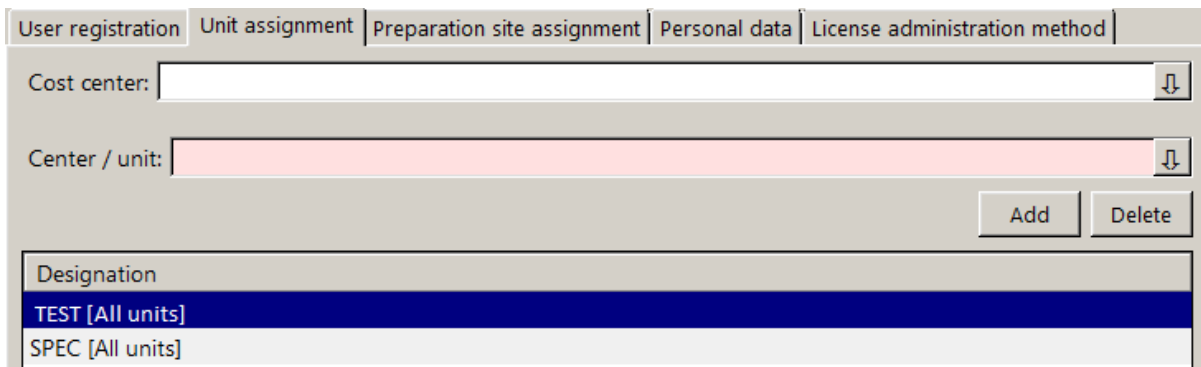 User registration Unit assignment Preparation site assignment Personal data License administration method
Cost center:
Center / unit:
Add Delete
Designation
TEST [All units]
SPEC [All units]